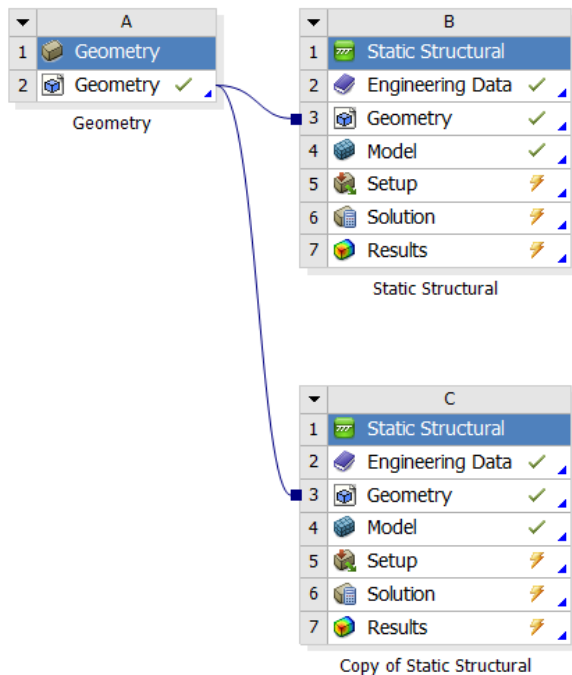 A
1 Geometry
2 Geometry
Geometry
B
1 Static Structural
2 Engineering Data
3 Geometry
4 Model
5 Setup
6 Solution
7 Results
Static Structural
C
1 Static Structural
2 Engineering Data
3 Geometry
4 Model
5 Setup
6 Solution
7 Results
Copy of Static Structural